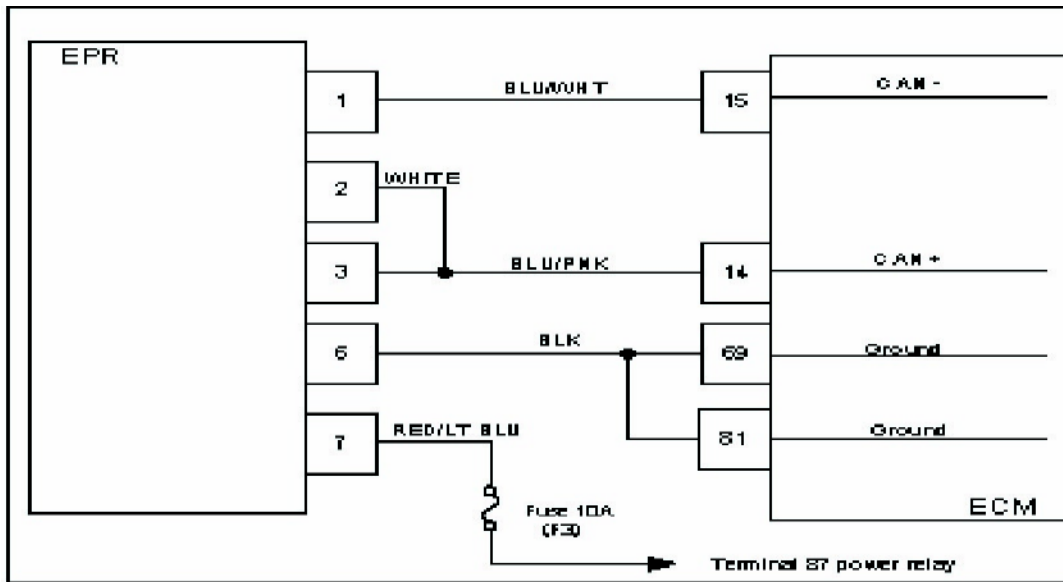 EPR
1
BLU/WHT
15
CAN -
2
WHITE
3
BLU/PNK
14
CAN +
6
BLK
69
Ground
7
RED/LT BLU
81
Ground
Fuse 10A
(F3)
ECM
Terminal 87 power relay